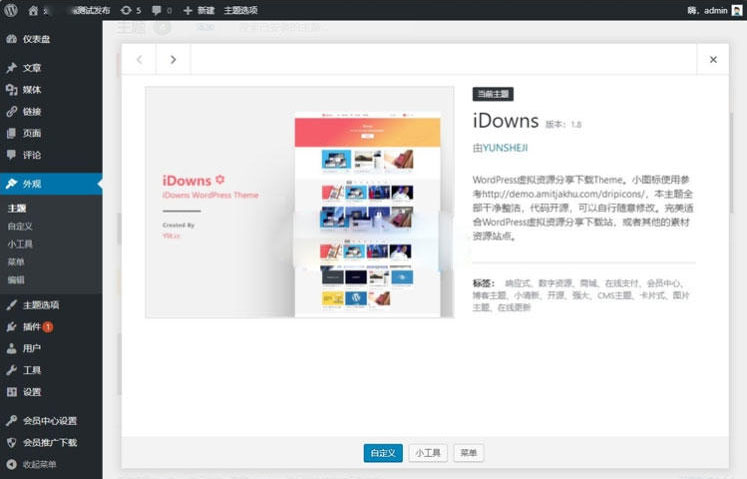 测试发布
5
0
新建
主题选项
嗨，admin
仪表盘
文章
媒体
链接
页面
评论
外观
主题
自定义
小工具
菜单
编辑
主题选项
插件 1
用户
工具
设置
会员中心设置
会员推广下载
收起菜单
主题
iDowns
iDowns WordPress Theme
Created By
当前主题
iDowns 版本：1.8
由YUNSHEJI
WordPress虚拟资源分享下载Theme。小图标使用参
考http://demo.amitjakhu.com/dripicons/，本主题全
部干净整洁，代码开源，可以自行随意修改。完美适
合WordPress虚拟资源分享下载站，或者其他的素材
资源站点。
标签： 响应式、数字资源、商城、在线支付、会员中心、
博客主题、小清新、开源、强大、CMS主题、卡片式、图片
主题、在线更新
自定义
小工具
菜单